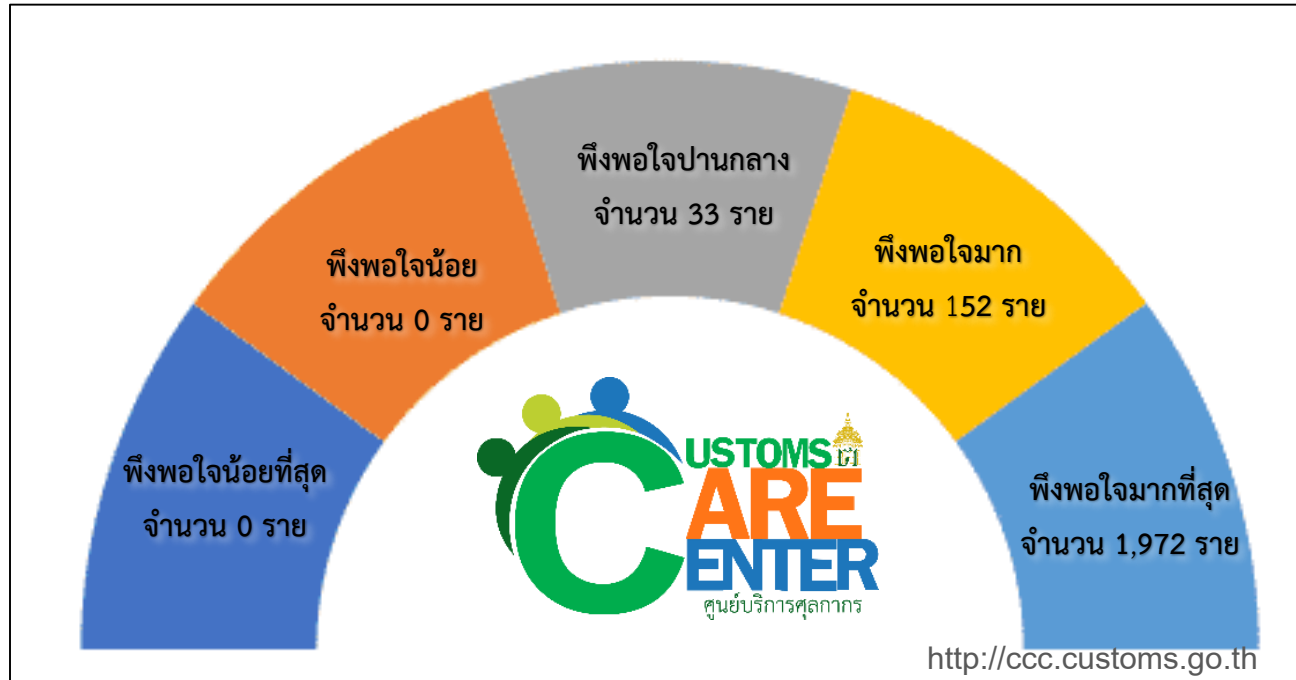 พึงพอใจปานกลาง
จำนวน 33 ราย
พึงพอใจน้อย
จำนวน 0 ราย
พึงพอใจมาก
จำนวน 152 ราย
พึงพอใจน้อยที่สุด
จำนวน 0 ราย
พึงพอใจมากที่สุด
จำนวน 1,972 ราย
CUSTOMS
CARE
CENTER
ศูนย์บริการศุลกากร
http://ccc.customs.go.th